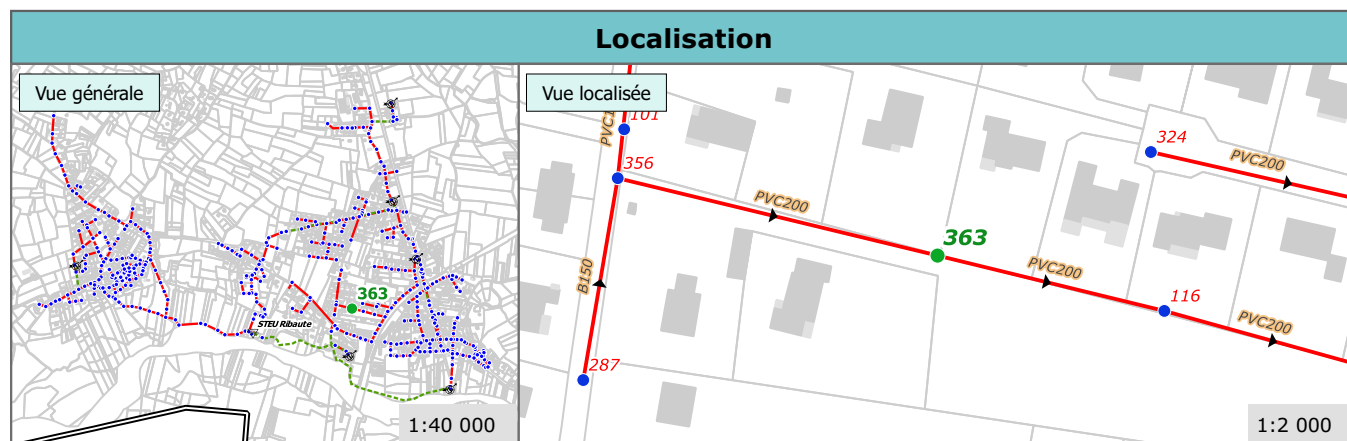 Localisation
Vue générale
363
STEU Ribaute
1:40 000
Vue localisée
101
356
PVC200
363
324
PVC200
B150
PVC200
116
PVC200
287
1:2 000